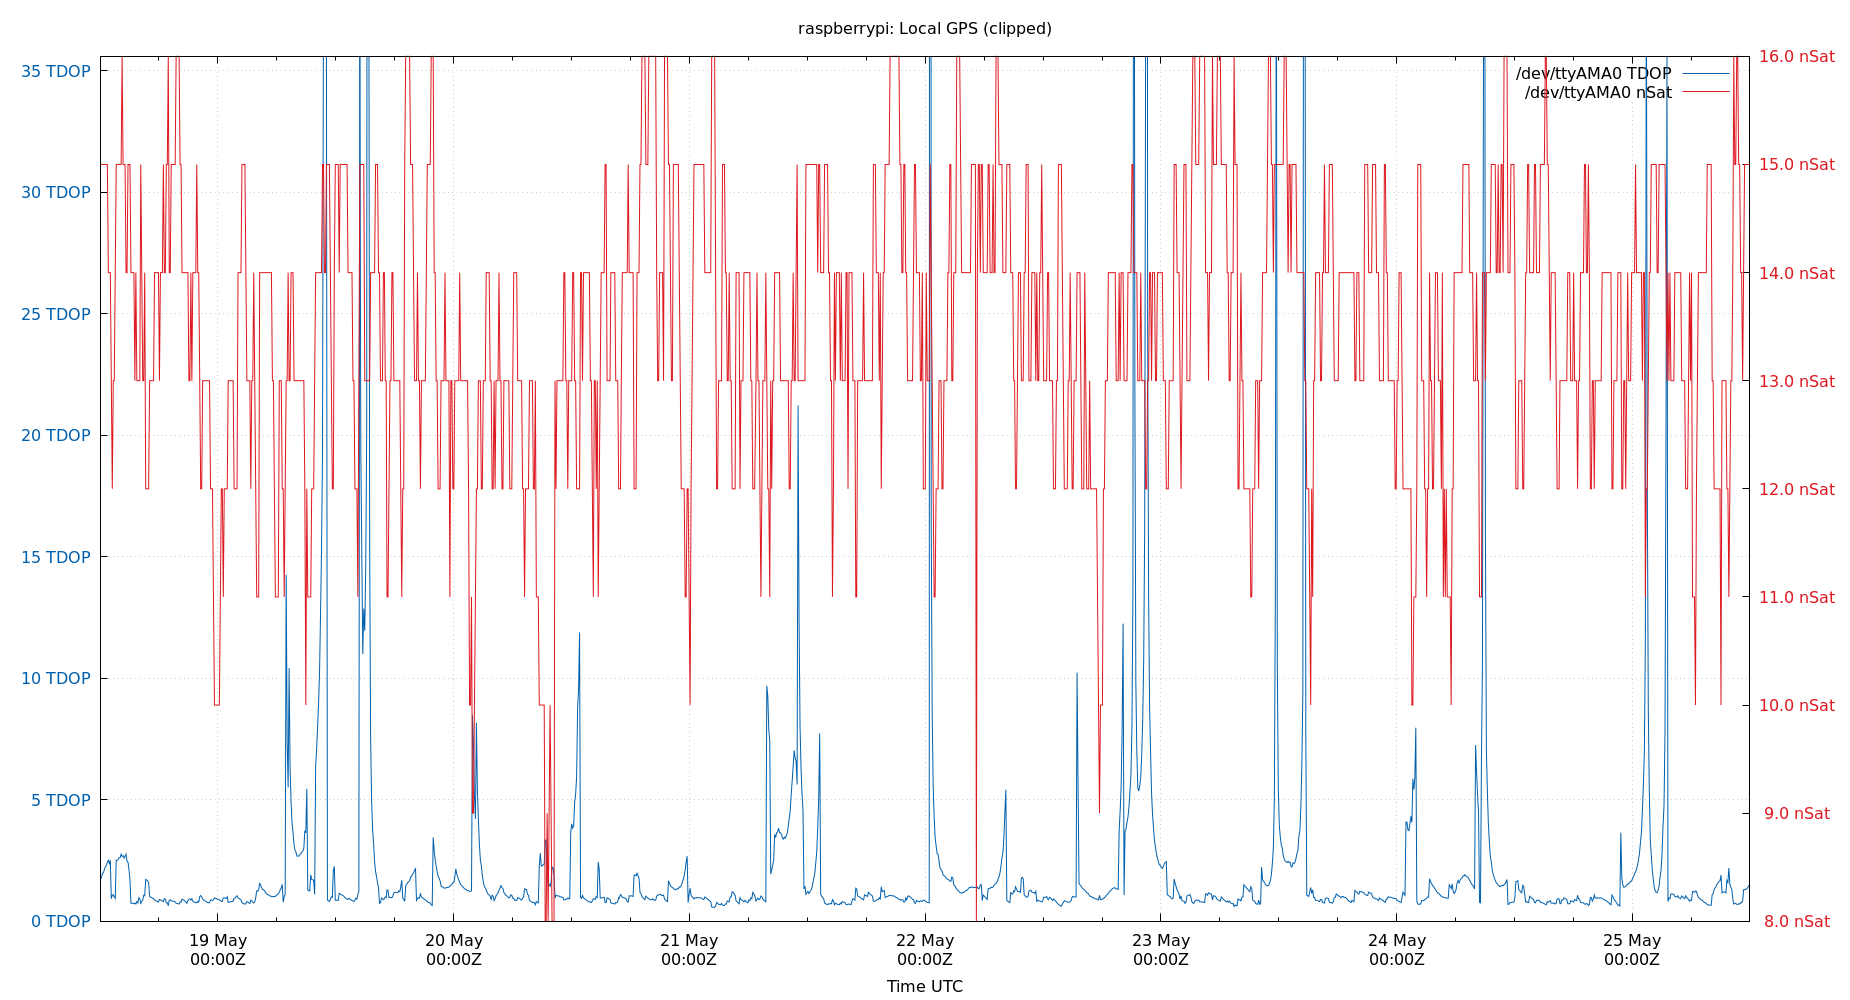 raspberrypi: Local GPS (clipped)
35 TDOP
30 TDOP
25 TDOP
20 TDOP
15 TDOP
10 TDOP
5 TDOP
0 TDOP
16.0 nSat
15.0 nSat
14.0 nSat
13.0 nSat
12.0 nSat
11.0 nSat
10.0 nSat
9.0 nSat
8.0 nSat
/dev/ttyAMA0 TDOP
/dev/ttyAMA0 nSat
19 May 20 May 21 May 22 May 23 May 24 May 25 May
00:00Z 00:00Z 00:00Z 00:00Z 00:00Z 00:00Z 00:00Z
Time UTC